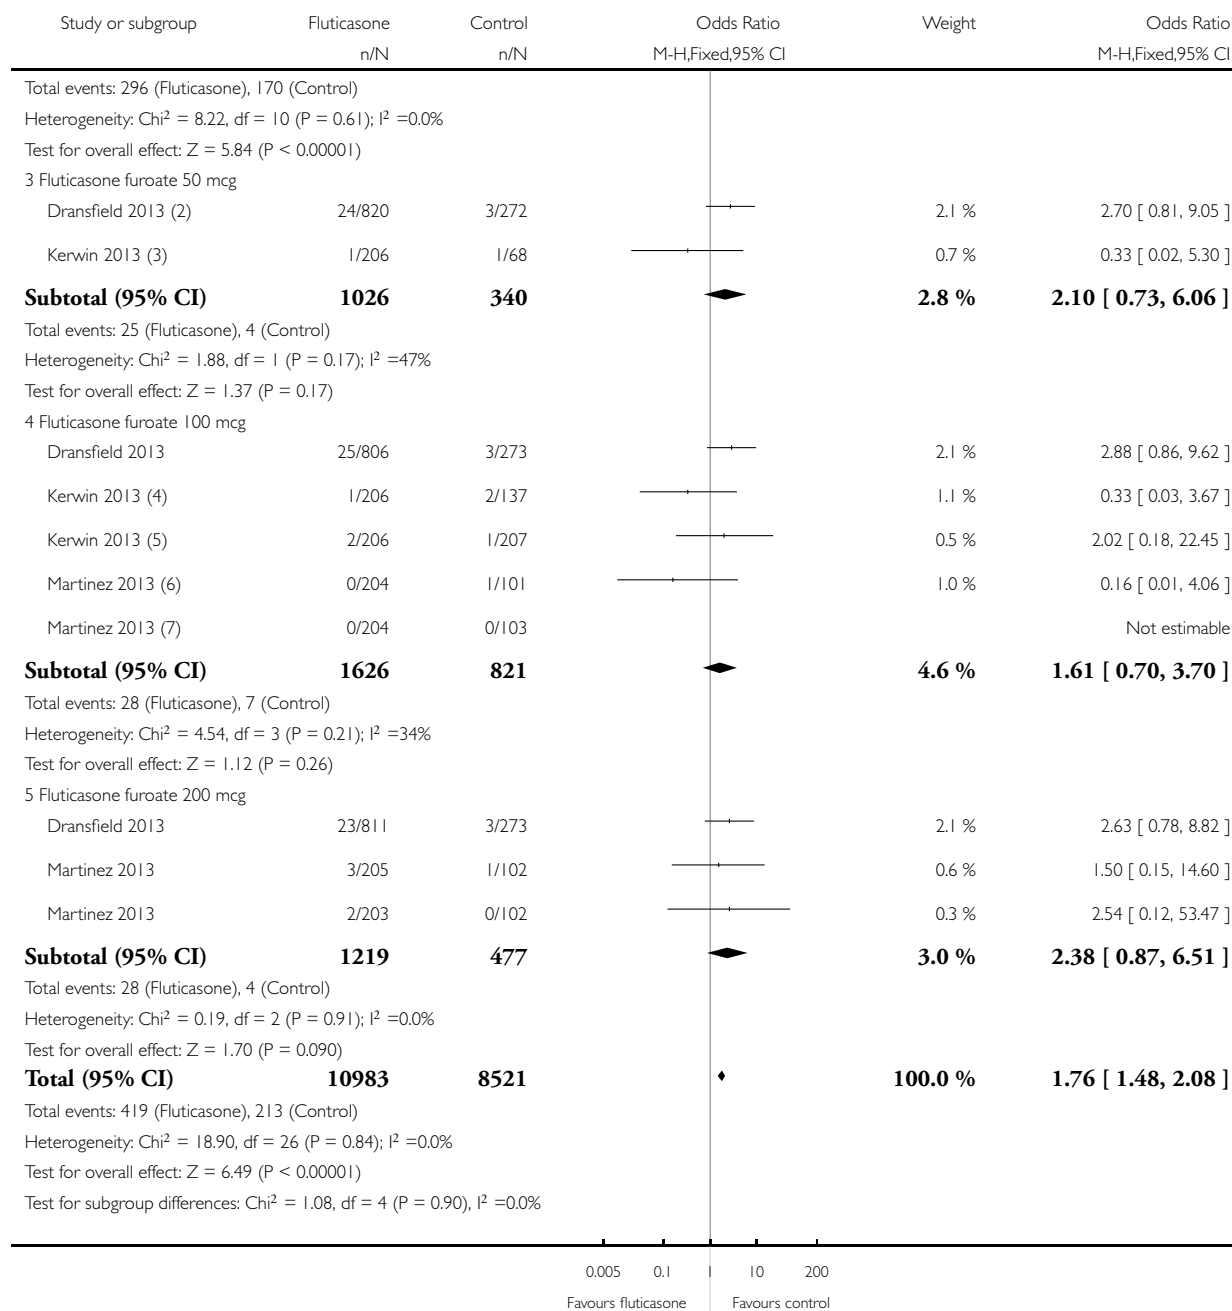 Study or subgroup Fluticasone Control Odds Ratio Weight Odds Ratio
n/N n/N M-H,Fixed,95% CI M-H,Fixed,95% CI
Total events: 296 (Fluticasone), 170 (Control)
Heterogeneity: Chi² = 8.22, df = 10 (P = 0.61); I² =0.0%
Test for overall effect: Z = 5.84 (P < 0.00001)
3 Fluticasone furoate 50 mcg
Dransfield 2013 (2) 24/820 3/272 2.1 % 2.70 [ 0.81, 9.05 ]
Kerwin 2013 (3) 1/206 1/68 0.7 % 0.33 [ 0.02, 5.30 ]
Subtotal (95% CI) 1026 340 2.8 % 2.10 [ 0.73, 6.06 ]
Total events: 25 (Fluticasone), 4 (Control)
Heterogeneity: Chi² = 1.88, df = 1 (P = 0.17); I² =47%
Test for overall effect: Z = 1.37 (P = 0.17)
4 Fluticasone furoate 100 mcg
Dransfield 2013 25/806 3/273 2.1 % 2.88 [ 0.86, 9.62 ]
Kerwin 2013 (4) 1/206 2/137 1.1 % 0.33 [ 0.03, 3.67 ]
Kerwin 2013 (5) 2/206 1/207 0.5 % 2.02 [ 0.18, 22.45 ]
Martinez 2013 (6) 0/204 1/101 1.0 % 0.16 [ 0.01, 4.06 ]
Martinez 2013 (7) 0/204 0/103 Not estimable
Subtotal (95% CI) 1626 821 4.6 % 1.61 [ 0.70, 3.70 ]
Total events: 28 (Fluticasone), 7 (Control)
Heterogeneity: Chi² = 4.54, df = 3 (P = 0.21); I² =34%
Test for overall effect: Z = 1.12 (P = 0.26)
5 Fluticasone furoate 200 mcg
Dransfield 2013 23/811 3/273 2.1 % 2.63 [ 0.78, 8.82 ]
Martinez 2013 3/205 1/102 0.6 % 1.50 [ 0.15, 14.60 ]
Martinez 2013 2/203 0/102 0.3 % 2.54 [ 0.12, 53.47 ]
Subtotal (95% CI) 1219 477 3.0 % 2.38 [ 0.87, 6.51 ]
Total events: 28 (Fluticasone), 4 (Control)
Heterogeneity: Chi² = 0.19, df = 2 (P = 0.91); I² =0.0%
Test for overall effect: Z = 1.70 (P = 0.090)
Total (95% CI) 10983 8521 100.0 % 1.76 [ 1.48, 2.08 ]
Total events: 419 (Fluticasone), 213 (Control)
Heterogeneity: Chi² = 18.90, df = 26 (P = 0.84); I² =0.0%
Test for overall effect: Z = 6.49 (P < 0.00001)
Test for subgroup differences: Chi² = 1.08, df = 4 (P = 0.90), I² =0.0%
0.005 0.1 1 10 200
Favours fluticasone Favours control